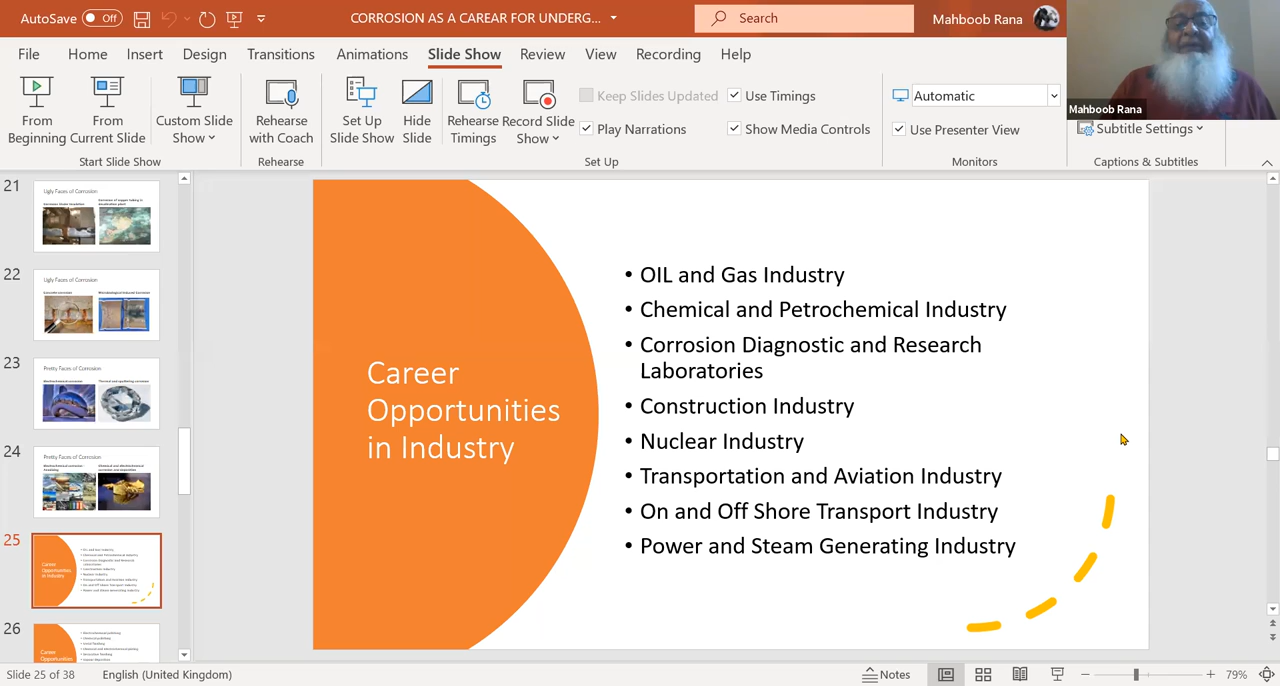 AutoSave Off
CORROSION AS A CAREAR FOR UNDERG...
Search
Mahboob Rana
File Home Insert Design Transitions Animations Slide Show Review View Recording Help
From Beginning
From Current Slide
Custom Slide Show
Rehearse with Coach
Set Up Slide Show
Hide Slide
Rehearse Timings
Record Slide Show
Keep Slides Updated
Use Timings
Play Narrations
Show Media Controls
Automatic
Use Presenter View
Mahboob Rana
Subtitle Settings
Start Slide Show
Rehearse
Set Up
Monitors
Captions & Subtitles
21
Ugly Faces of Corrosion
22
Ugly Faces of Corrosion
23
Pretty Faces of Corrosion
24
Pretty Faces of Corrosion
25
Career
Opportunities
in Industry
26
Career
Opportunities
Career
Opportunities
in Industry
• OIL and Gas Industry
• Chemical and Petrochemical Industry
• Corrosion Diagnostic and Research
Laboratories
• Construction Industry
• Nuclear Industry
• Transportation and Aviation Industry
• On and Off Shore Transport Industry
• Power and Steam Generating Industry
Slide 25 of 38
English (United Kingdom)
Notes
79%